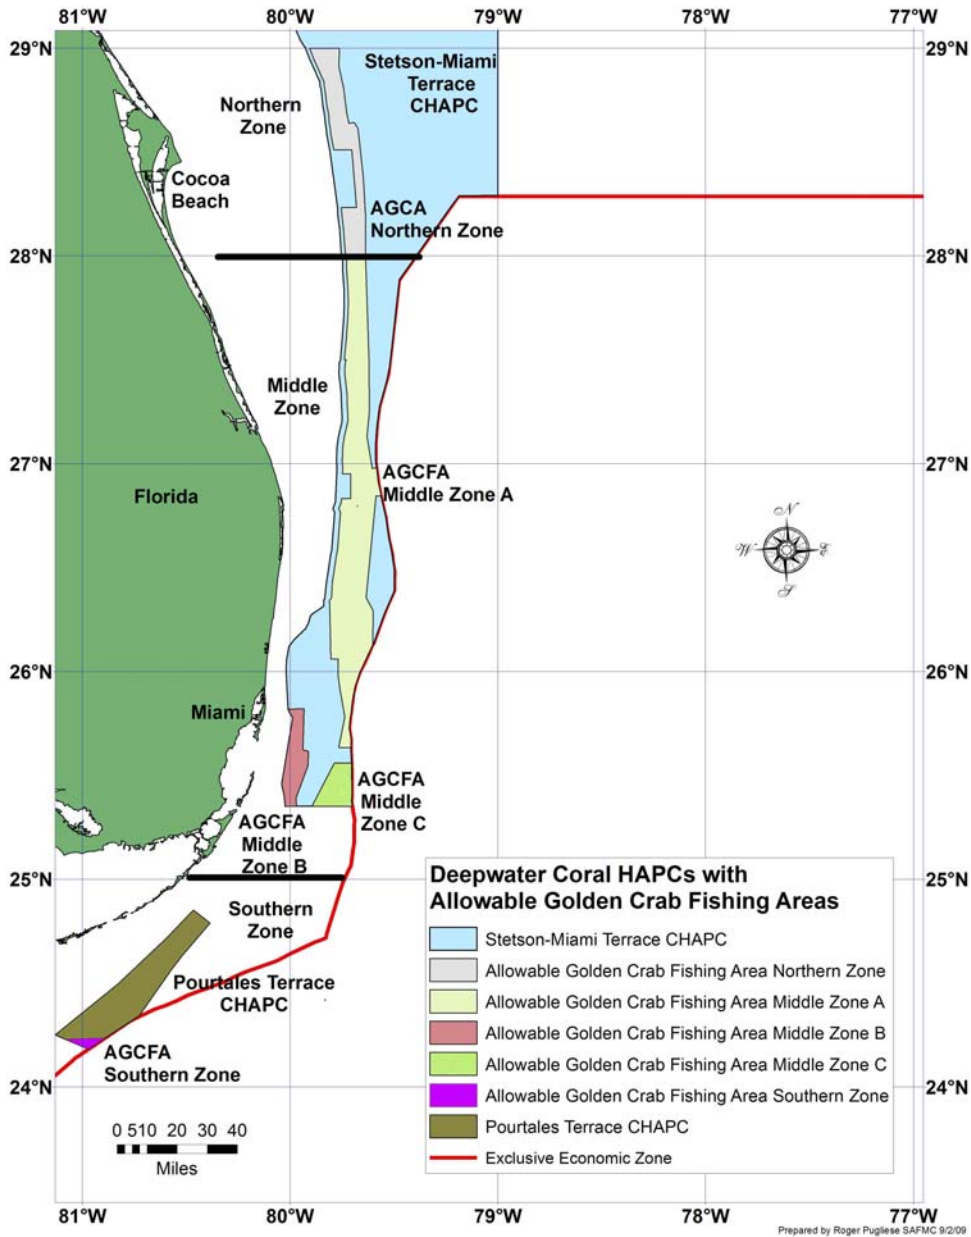 81°W 80°W 79°W 78°W 77°W
29°N 29°N
Stetson-Miami
Terrace
CHAPC
Northern
Zone
Cocoa
Beach
AGCA
Northern Zone
28°N 28°N
Middle
Zone
27°N 27°N
AGCFA
Middle Zone A
Florida
N
W E
S
26°N 26°N
Miami
AGCFA
Middle
Zone C
AGCFA
Middle
Zone B
25°N 25°N
Southern
Zone
Pourtales Terrace
CHAPC
AGCFA
Southern Zone
24°N 24°N
Deepwater Coral HAPCs with
Allowable Golden Crab Fishing Areas
Stetson-Miami Terrace CHAPC
Allowable Golden Crab Fishing Area Northern Zone
Allowable Golden Crab Fishing Area Middle Zone A
Allowable Golden Crab Fishing Area Middle Zone B
Allowable Golden Crab Fishing Area Middle Zone C
Allowable Golden Crab Fishing Area Southern Zone
Pourtales Terrace CHAPC
Exclusive Economic Zone
0 5 10 20 30 40
Miles
81°W 80°W 79°W 78°W 77°W
Prepared by Roger Pugliese SAFMC 9/2/09